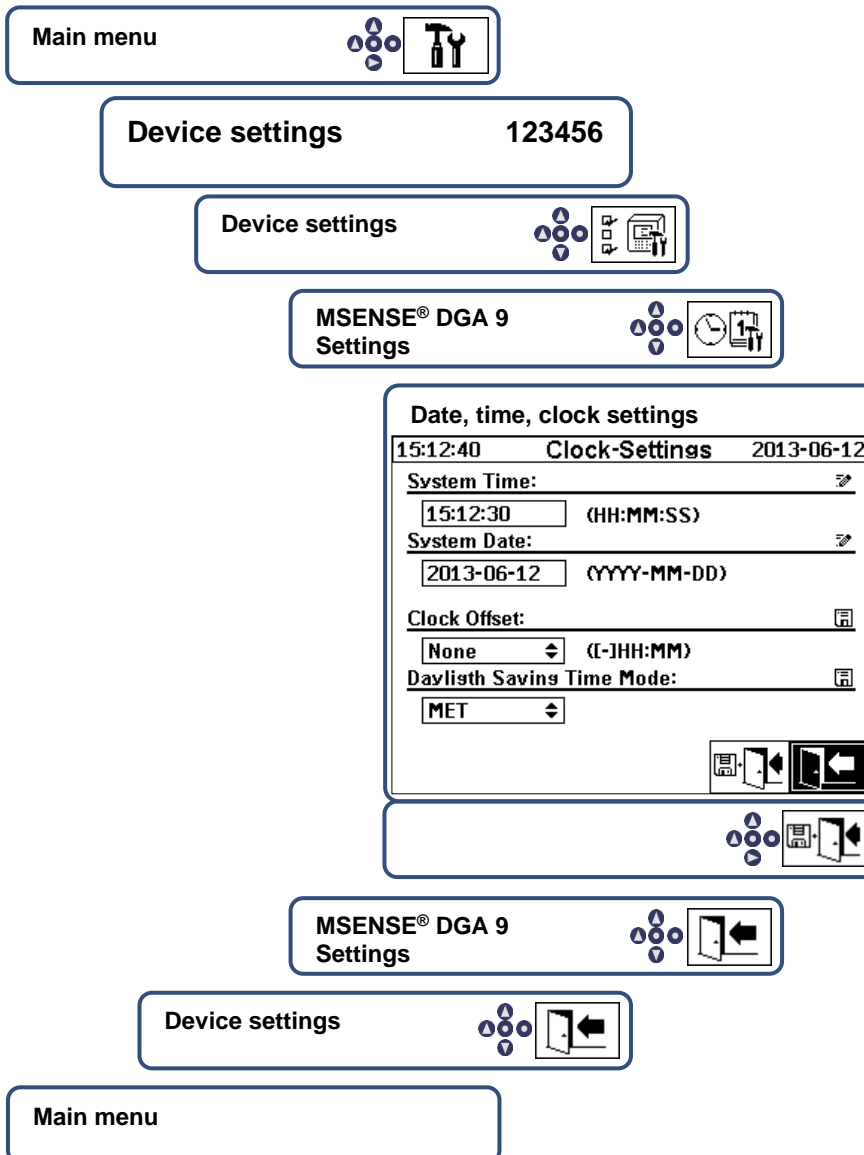 Main menu
Device settings 123456
Device settings
MSENSE® DGA 9
Settings
Date, time, clock settings
15:12:40 Clock-Settings 2013-06-12
System Time:
15:12:30 (HH:MM:SS)
System Date:
2013-06-12 (YYYY-MM-DD)
Clock Offset:
None ([-]HH:MM)
Dayligth Saving Time Mode:
MET
MSENSE® DGA 9
Settings
Device settings
Main menu